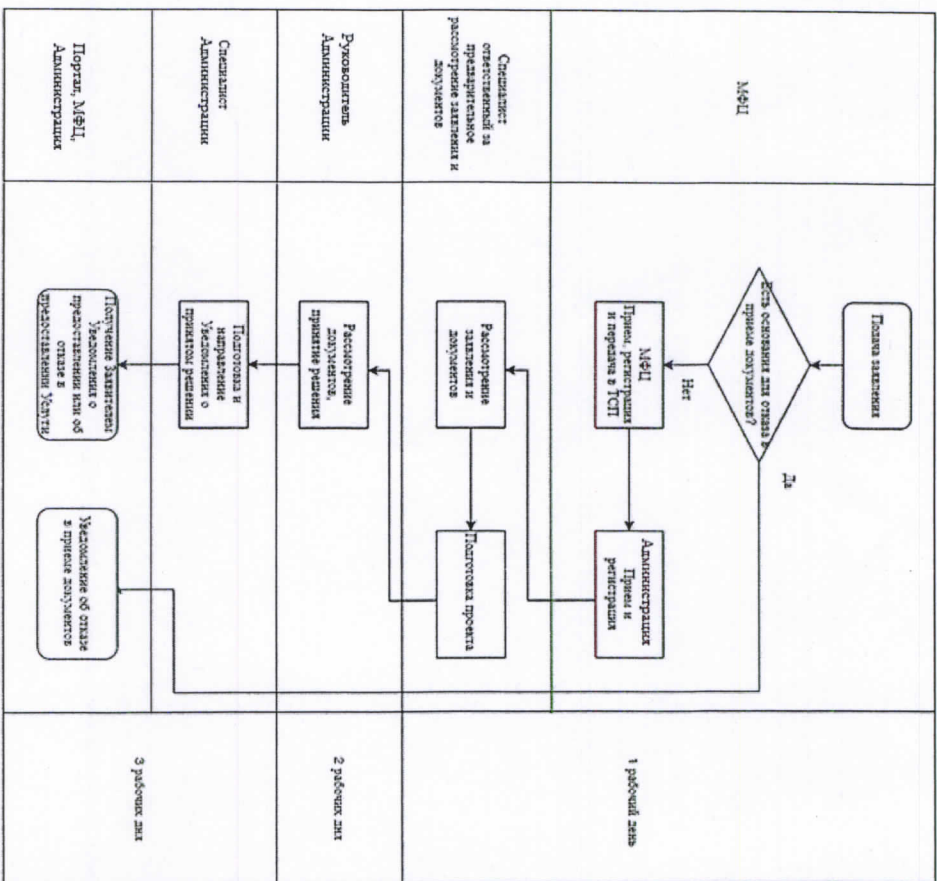 МФЦ
Подача заявления
Есть основания для отказа в
приеме документов?
Да
Нет
МФЦ
Прием, регистрация
и передача в ТСП
Администрация
Прием и
регистрация
1 рабочий день
Специалист
ответственный за
предварительное
рассмотрение заявления и
документов
Рассмотрение
заявления и
документов
Подготовка проекта
Руководитель
Администрации
Рассмотрение
документов,
принятие решения
2 рабочих дня
Специалист
Администрации
Подготовка и
направление
Уведомления о
принятом решении
3 рабочих дня
Портал, МФЦ,
Администрация
Получение Заявителем
Уведомления о
предоставлении или об
отказе в
предоставлении Услуги
Уведомление об отказе
в приеме документов